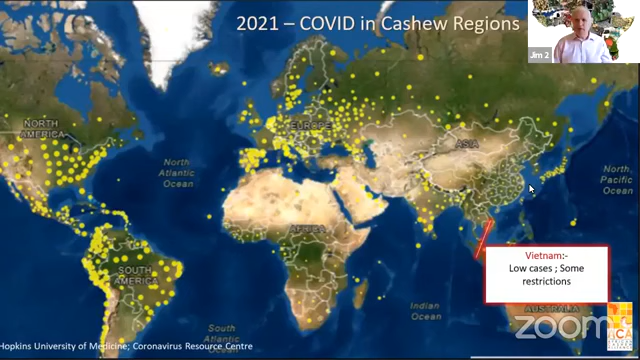 2021 – COVID in Cashew Regions
Jim 2
NORTH
AMERICA
EUROPE
ASIA
North
Atlantic
Ocean
North
Pacific
Ocean
AFRICA
SOUTH
AMERICA
Vietnam:-
Low cases ; Some
restrictions
Indian
Ocean
AUSTRALIA
South
Atlantic
Ocean
zoom
Hopkins University of Medicine; Coronavirus Resource Centre